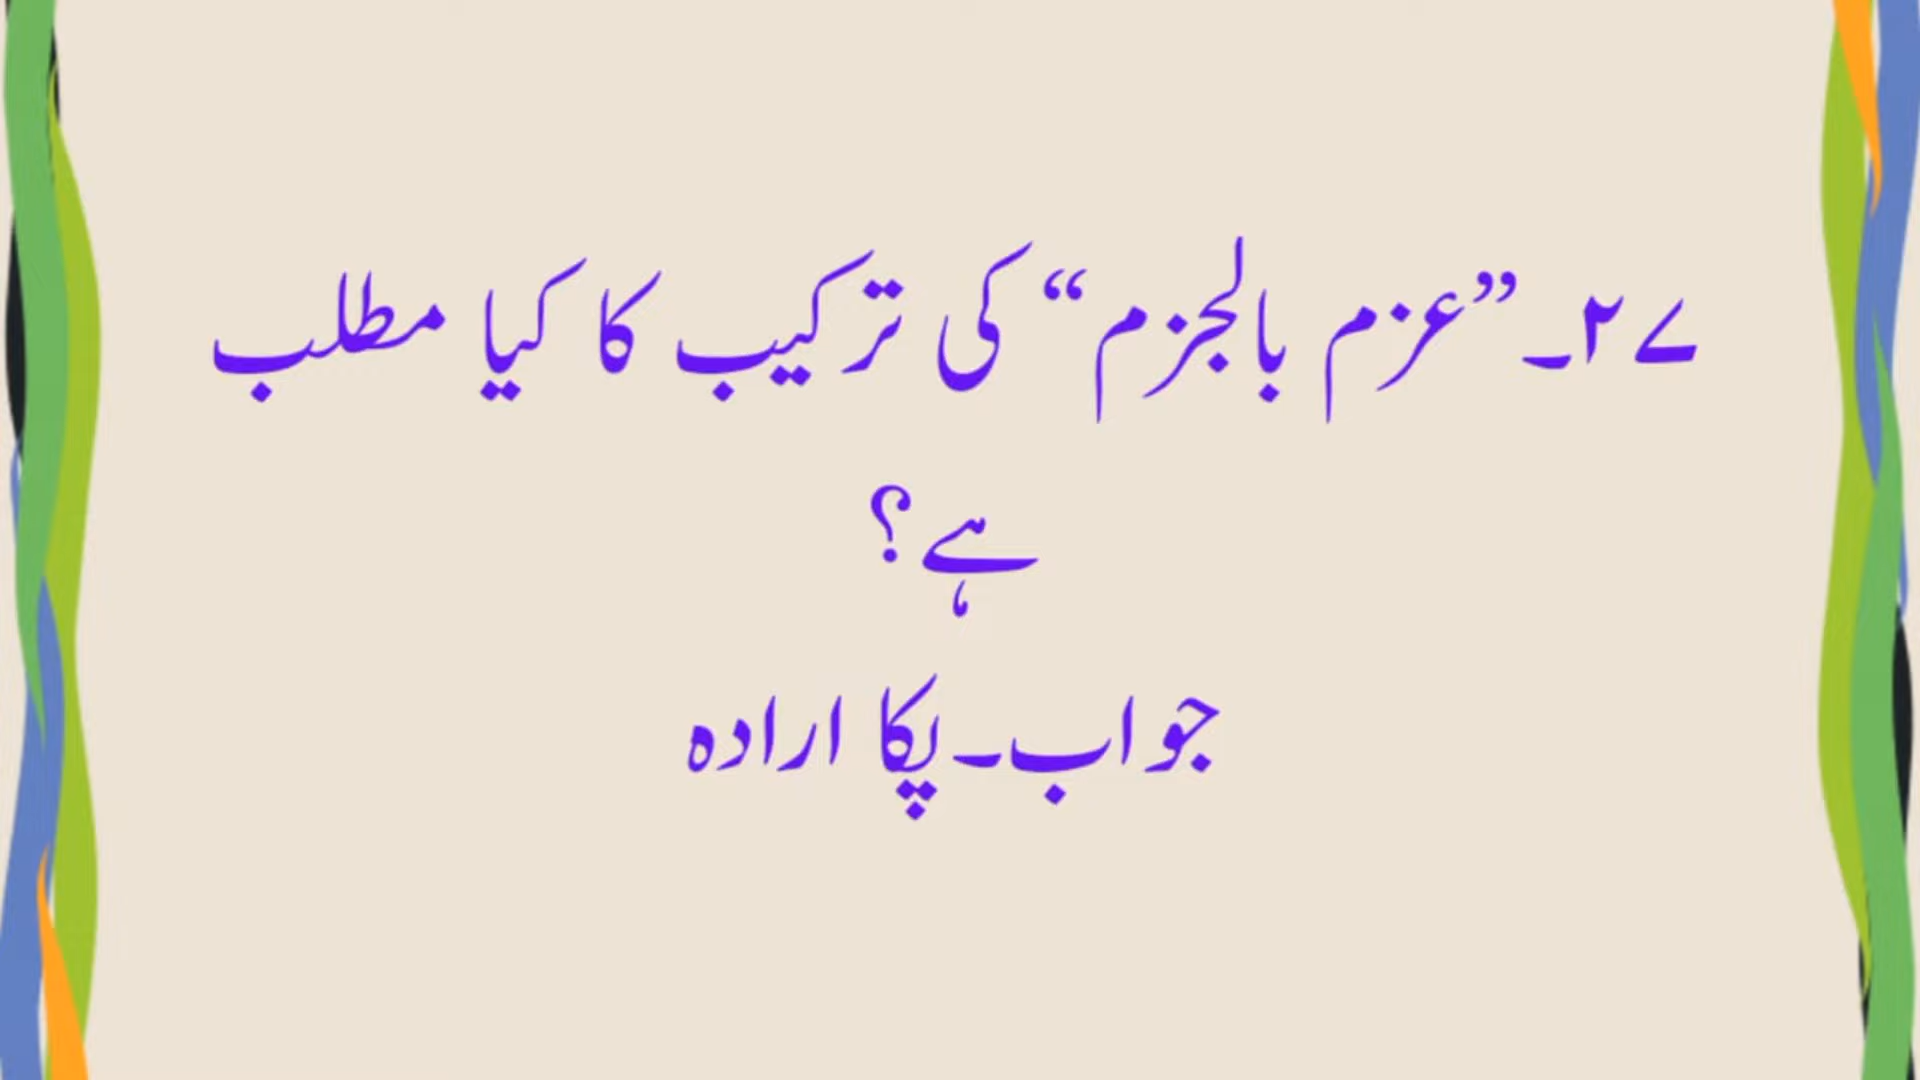 ۲۷۔”عزم بالجزم“ کی ترکیب کا کیا مطلب
ہے؟
جواب۔پکا ارادہ